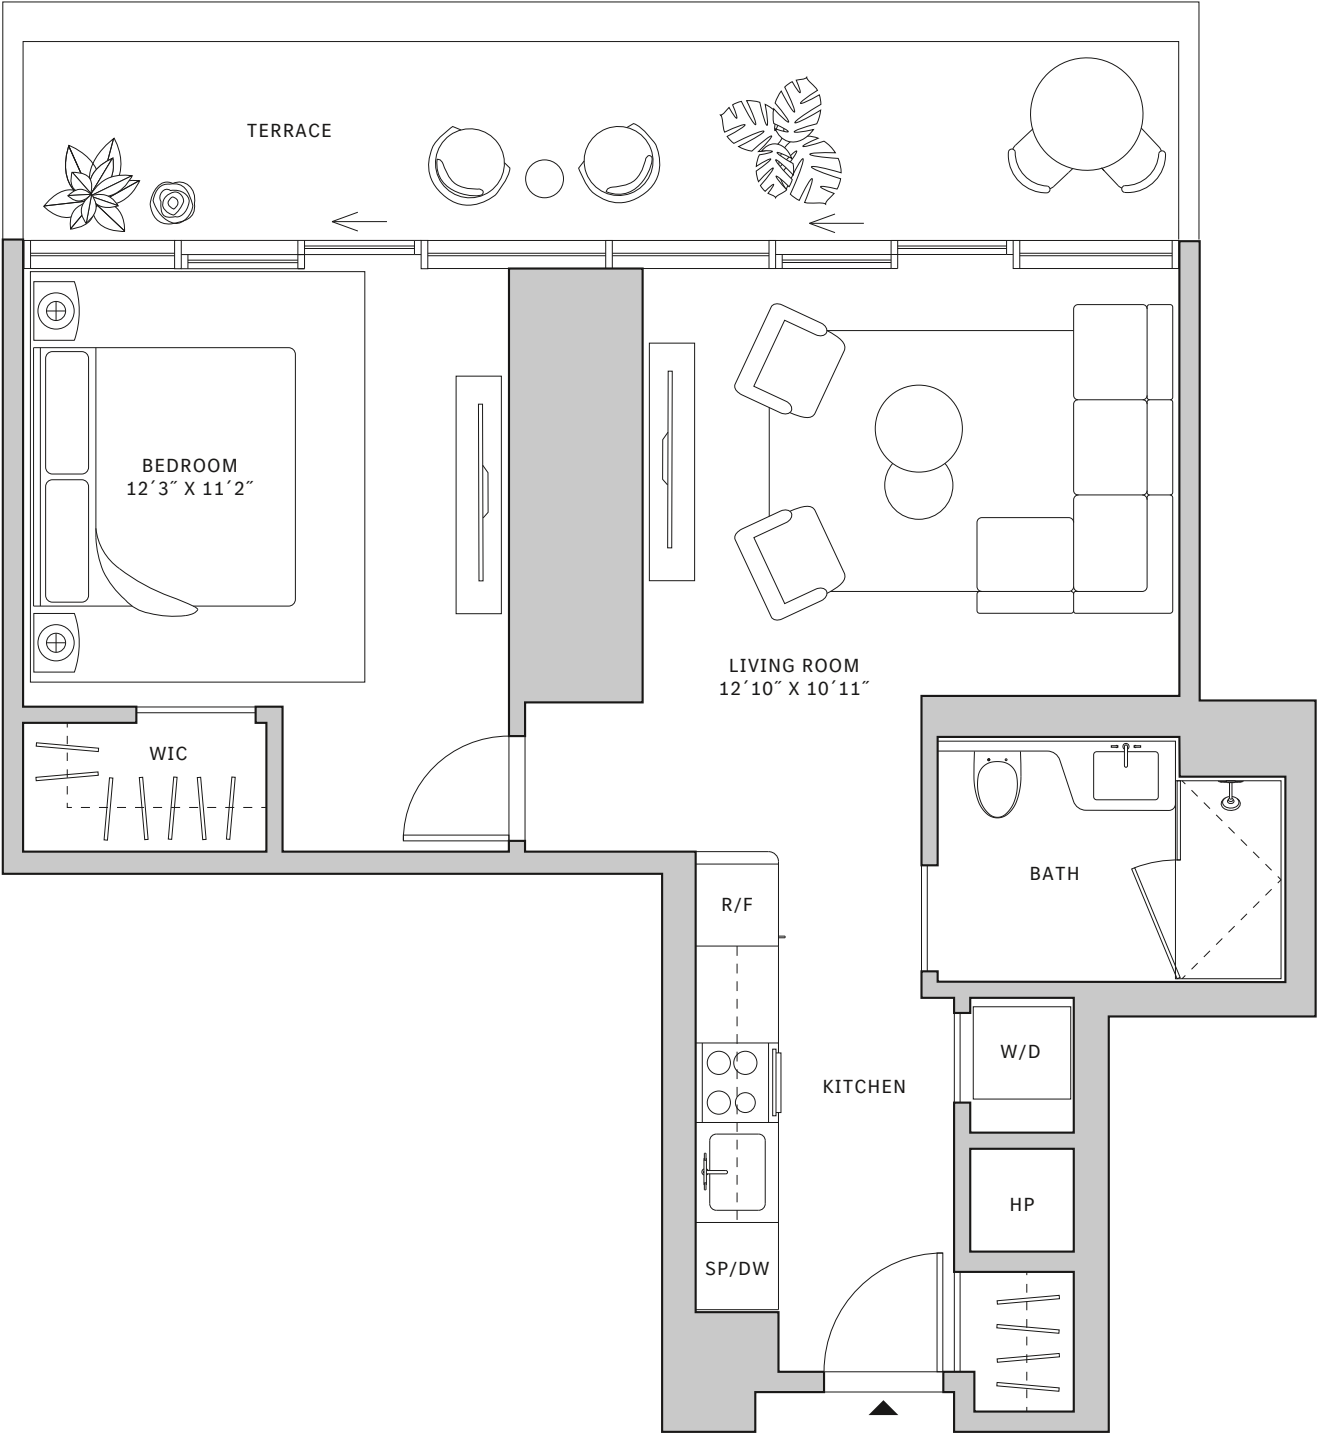 TERRACE
BEDROOM
12´3˝ X 11´2˝
LIVING ROOM
12´10˝ X 10´11˝
WIC
BATH
R/F
W/D
KITCHEN
HP
SP/DW